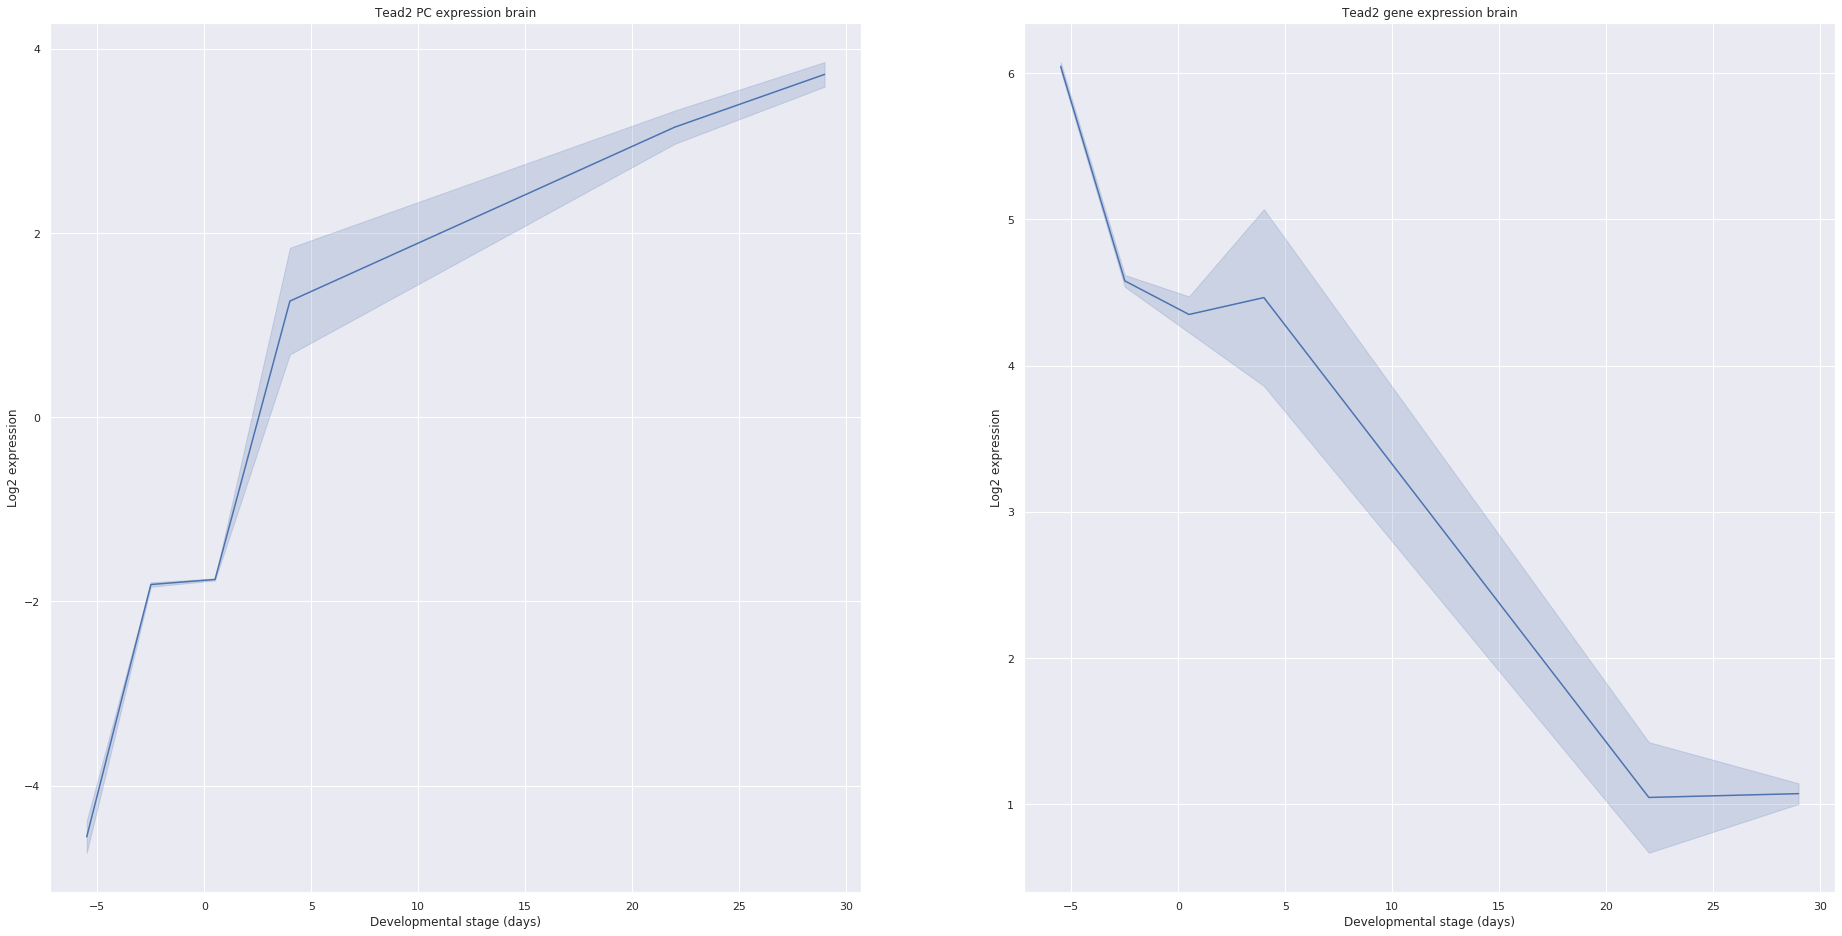 Tead2 PC expression brain
4
2
0
−2
−4
Log2 expression
−5 0 5 10 15 20 25 30
Developmental stage (days)
Tead2 gene expression brain
6
5
4
3
2
1
Log2 expression
−5 0 5 10 15 20 25 30
Developmental stage (days)